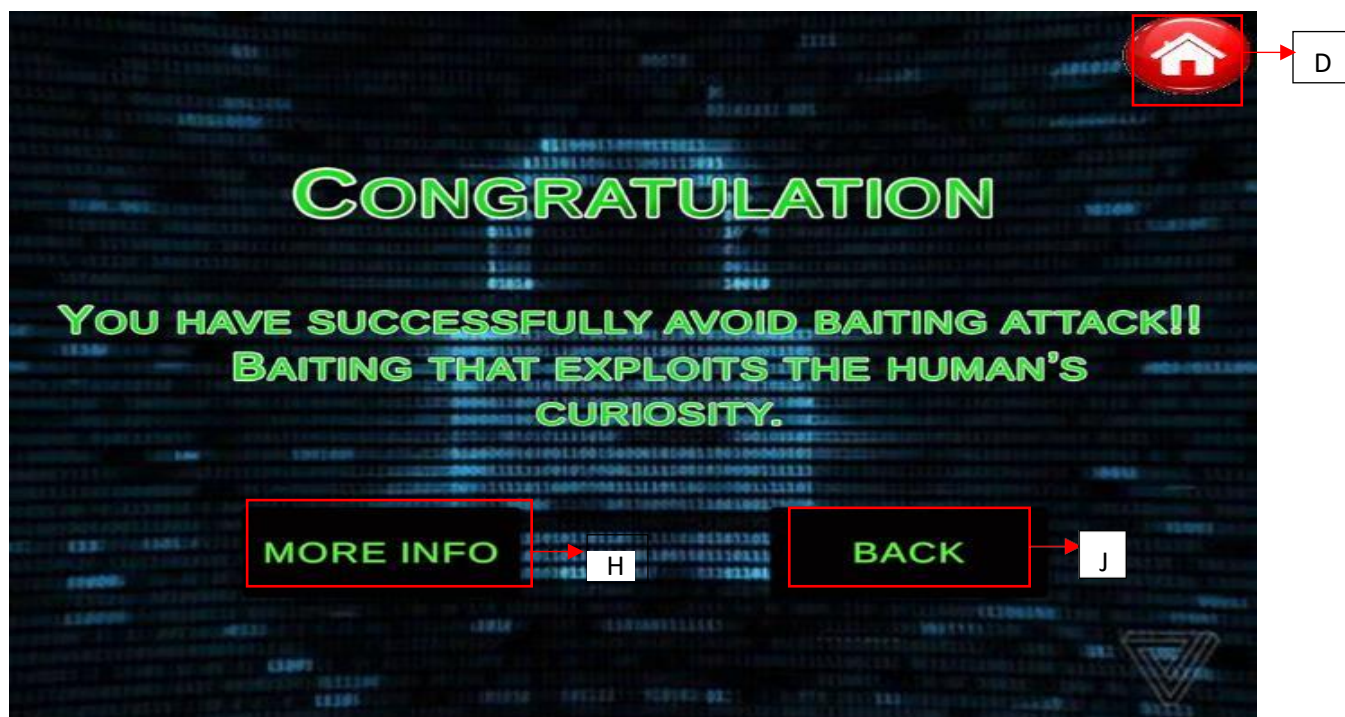 D
CONGRATULATION
YOU HAVE SUCCESSFULLY AVOID BAITING ATTACK!!
BAITING THAT EXPLOITS THE HUMAN'S
CURIOSITY.
MORE INFO
H
BACK
J